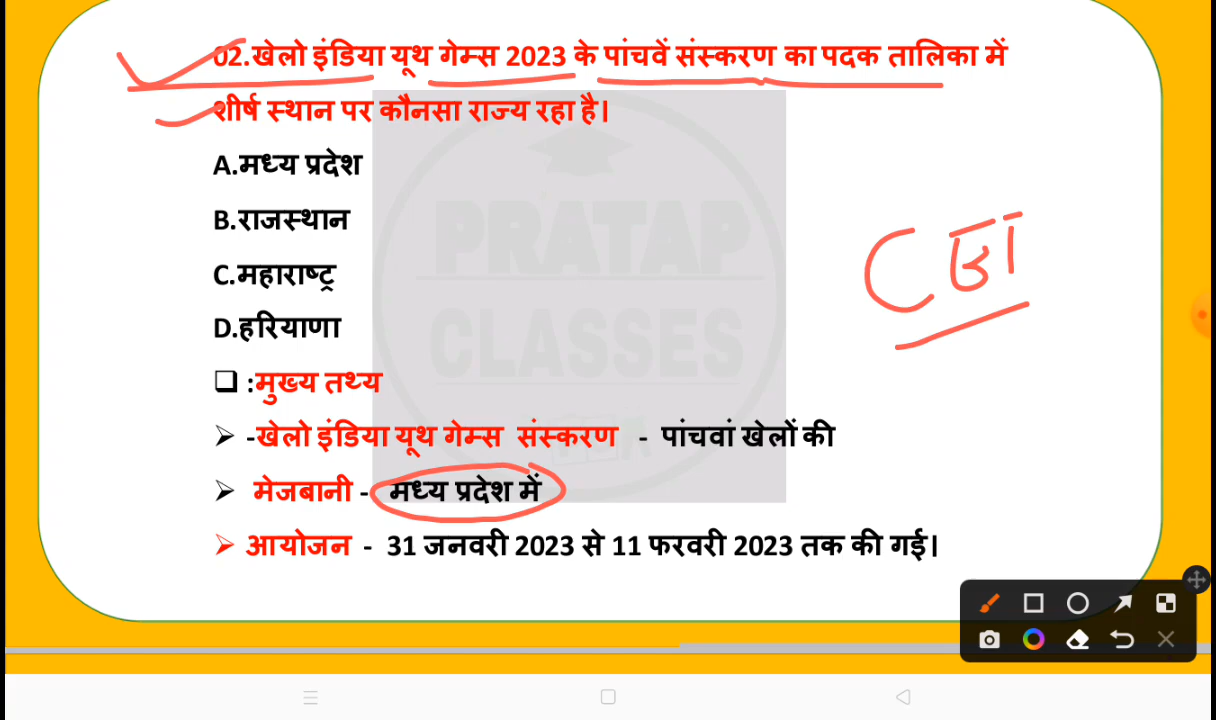 02.खेलो इंडिया यूथ गेम्स 2023 के पांचवें संस्करण का पदक तालिका में
शीर्ष स्थान पर कौनसा राज्य रहा है।
A.मध्य प्रदेश
B.राजस्थान
C.महाराष्ट्र
D.हरियाणा
:मुख्य तथ्य
-खेलो इंडिया यूथ गेम्स संस्करण - पांचवां खेलों की
मेजबानी - मध्य प्रदेश में
आयोजन - 31 जनवरी 2023 से 11 फरवरी 2023 तक की गई।
PRATAP
CLASSES